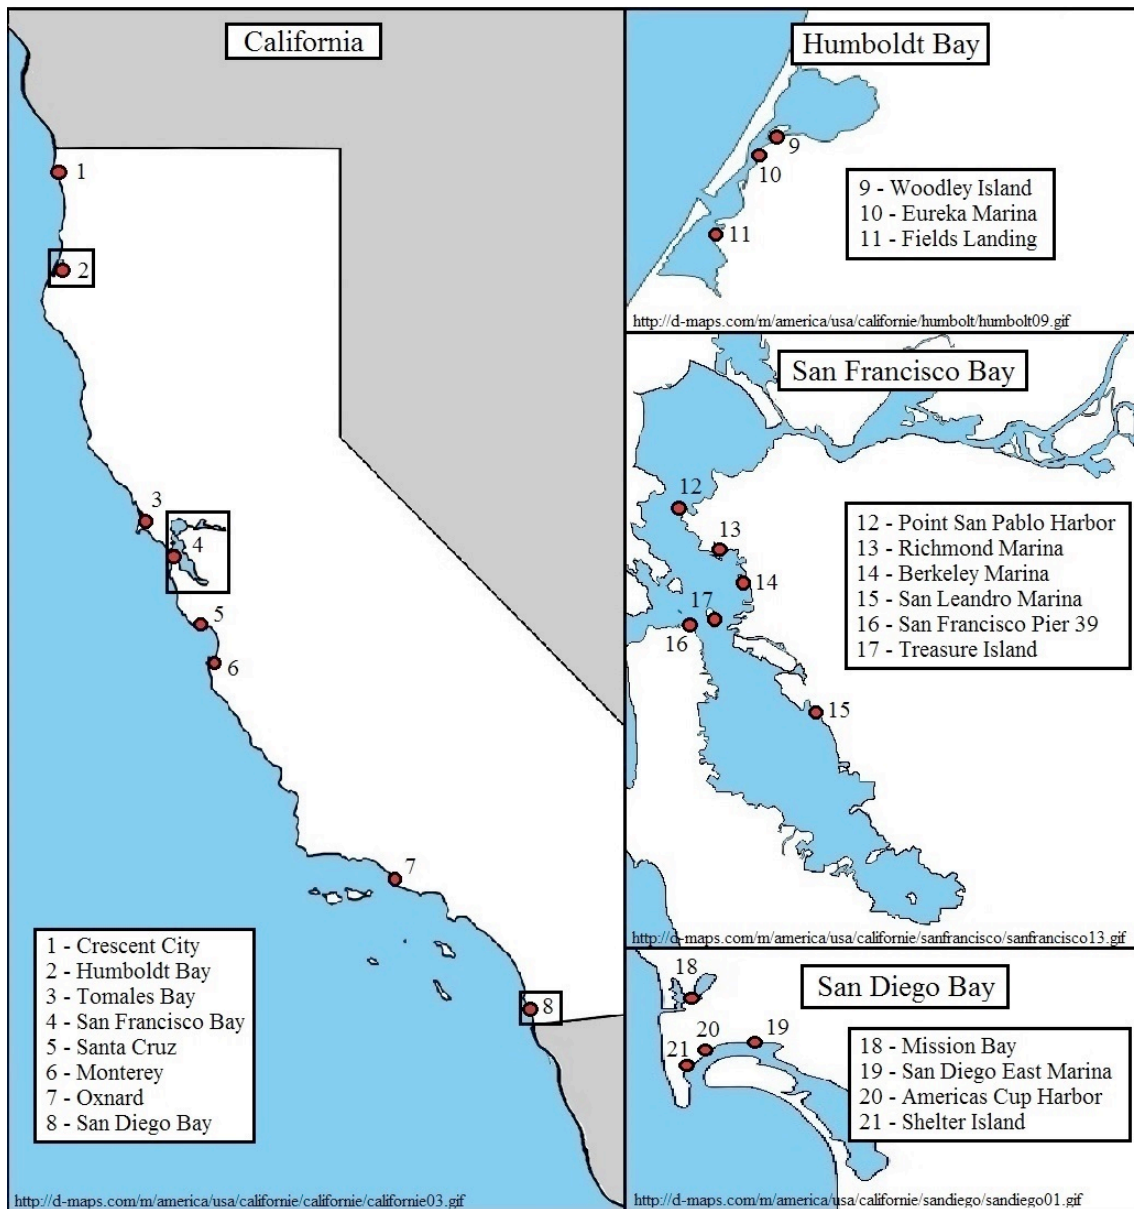 California
1
2
3
4
5
6
7
8
1 - Crescent City
2 - Humboldt Bay
3 - Tomales Bay
4 - San Francisco Bay
5 - Santa Cruz
6 - Monterey
7 - Oxnard
8 - San Diego Bay
http://d-maps.com/m/america/usa/californie/californie/californie03.gif
Humboldt Bay
9
10
11
9 - Woodley Island
10 - Eureka Marina
11 - Fields Landing
http://d-maps.com/m/america/usa/californie/humbolt/humbolt09.gif
San Francisco Bay
12
13
14
17
16
15
12 - Point San Pablo Harbor
13 - Richmond Marina
14 - Berkeley Marina
15 - San Leandro Marina
16 - San Francisco Pier 39
17 - Treasure Island
http://d-maps.com/m/america/usa/californie/sanfrancisco/sanfrancisco13.gif
San Diego Bay
18
19
20
21
18 - Mission Bay
19 - San Diego East Marina
20 - Americas Cup Harbor
21 - Shelter Island
http://d-maps.com/m/america/usa/californie/sandiego/sandiego01.gif